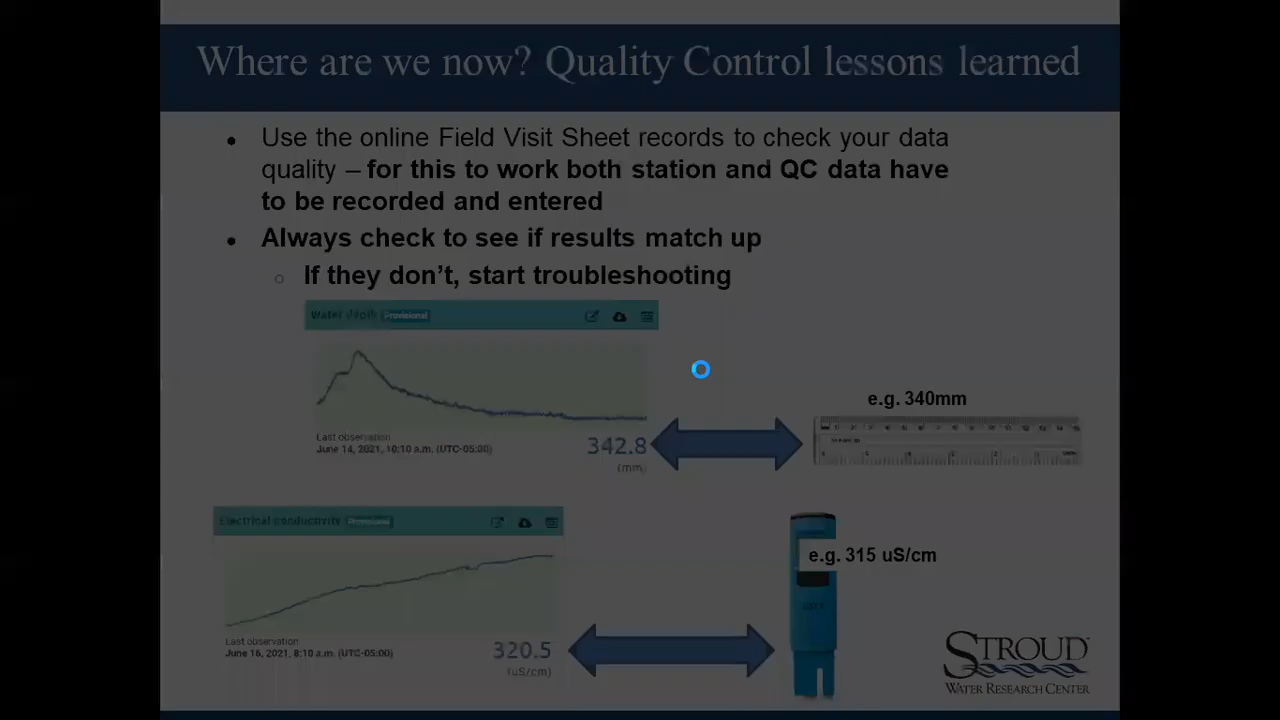 Where are we now? Quality Control lessons learned
Use the online Field Visit Sheet records to check your data
quality – for this to work both station and QC data have
to be recorded and entered
Always check to see if results match up
If they don’t, start troubleshooting
Water depth Provisional
Last observation
June 14, 2021, 10:10 a.m. (UTC-05:00)
342.8
(mm)
e.g. 340mm
Electrical conductivity Provisional
Last observation
June 16, 2021, 8:10 a.m. (UTC-05:00)
320.5
(uS/cm)
e.g. 315 uS/cm
STROUD
WATER RESEARCH CENTER